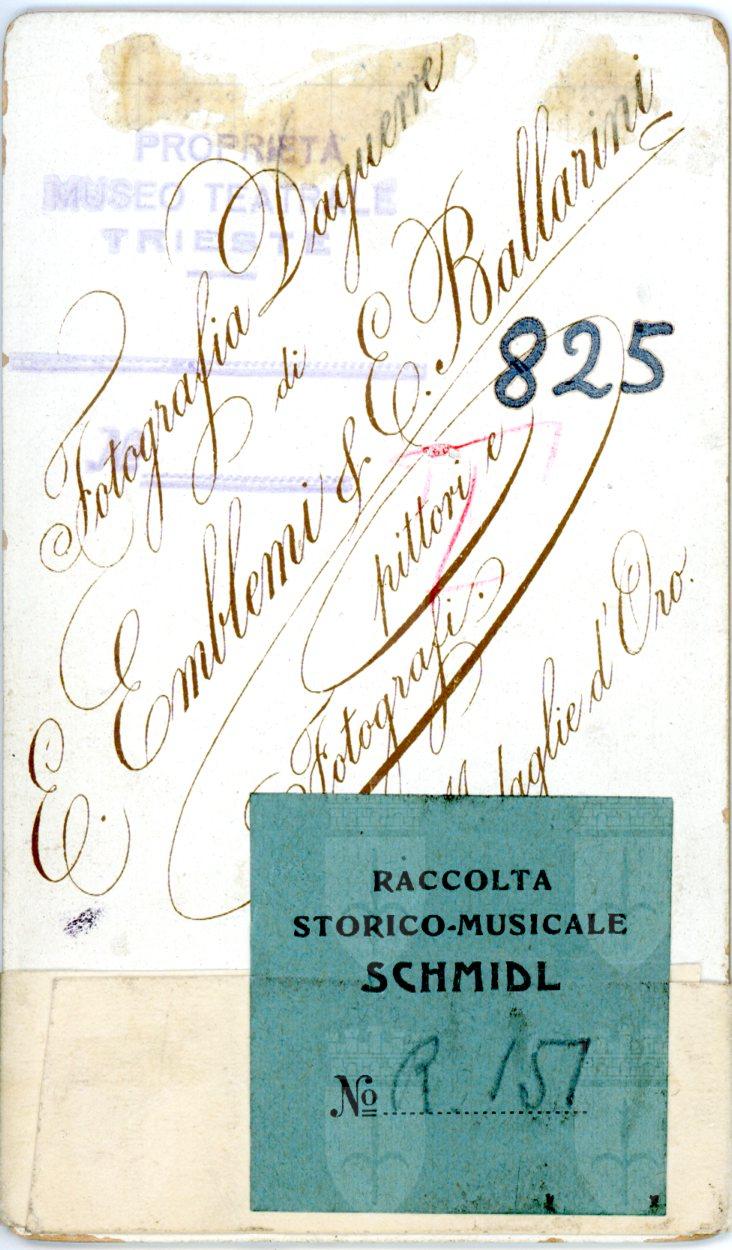 PROPRIETÀ
MUSEO TEATRALE
TRIESTE
Fotografia Daguerre
di
E. Emblemi & E. Ballarini
pittori e
Fotografi.
Medaglie d'Oro.
825
RACCOLTA
STORICO-MUSICALE
SCHMIDL
No R. 157